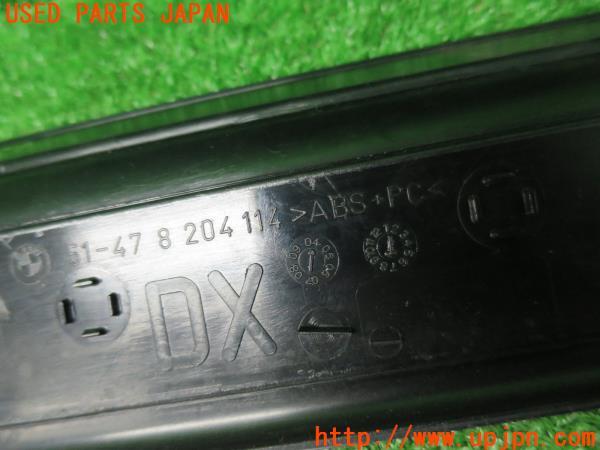 USED PARTS JAPAN
51-47 8 204 114 >ABS+PC<
DX
http://www.upjpn.com/